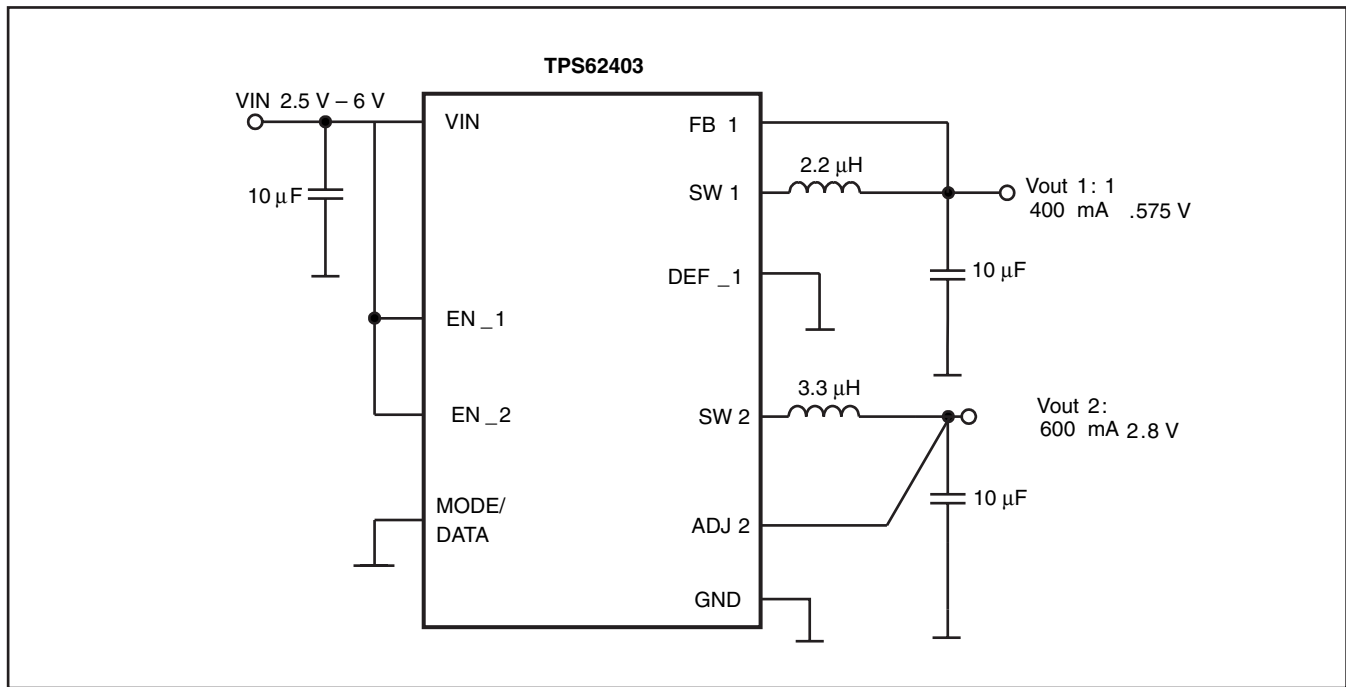 TPS62403
VIN 2.5 V – 6 V
VIN
FB 1
2.2 µH
10 µF
SW 1
Vout 1: 1
400 mA .575 V
DEF _1
10 µF
EN _1
3.3 µH
EN _2
SW 2
Vout 2:
600 mA 2.8 V
MODE/
DATA
ADJ 2
10 µF
GND